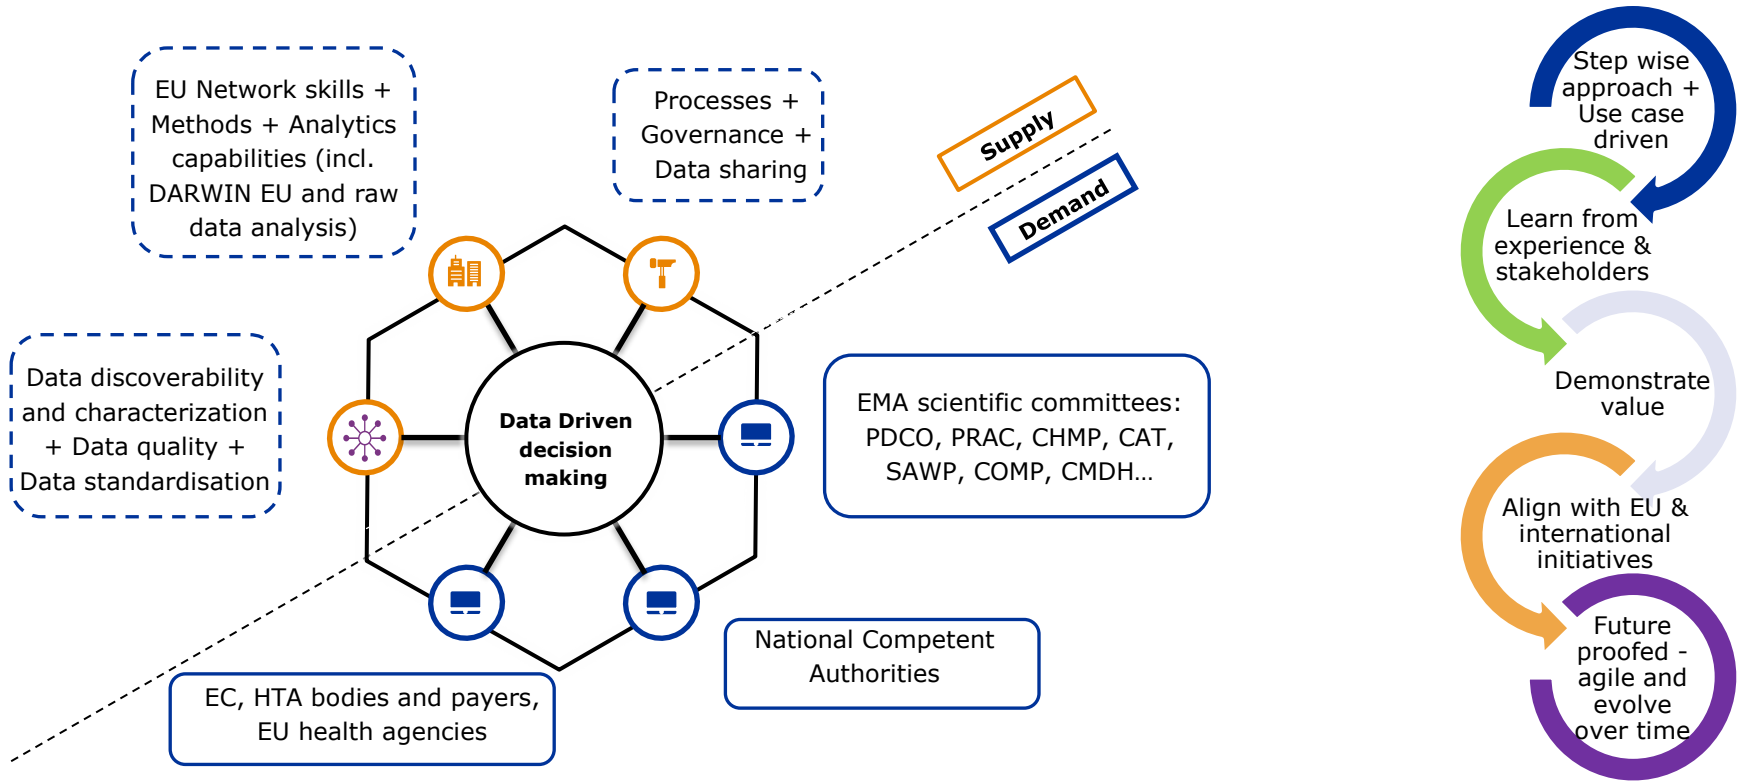 EU Network skills +
Methods + Analytics
capabilities (incl.
DARWIN EU and raw
data analysis)
Processes +
Governance +
Data sharing
Supply
Demand
Data discoverability
and characterization
+ Data quality +
Data standardisation
Data Driven
decision
making
EMA scientific committees:
PDCO, PRAC, CHMP, CAT,
SAWP, COMP, CMDH…
National Competent
Authorities
EC, HTA bodies and payers,
EU health agencies
Step wise
approach +
Use case
driven
Learn from
experience &
stakeholders
Demonstrate
value
Align with EU &
international
initiatives
Future
proofed -
agile and
evolve
over time